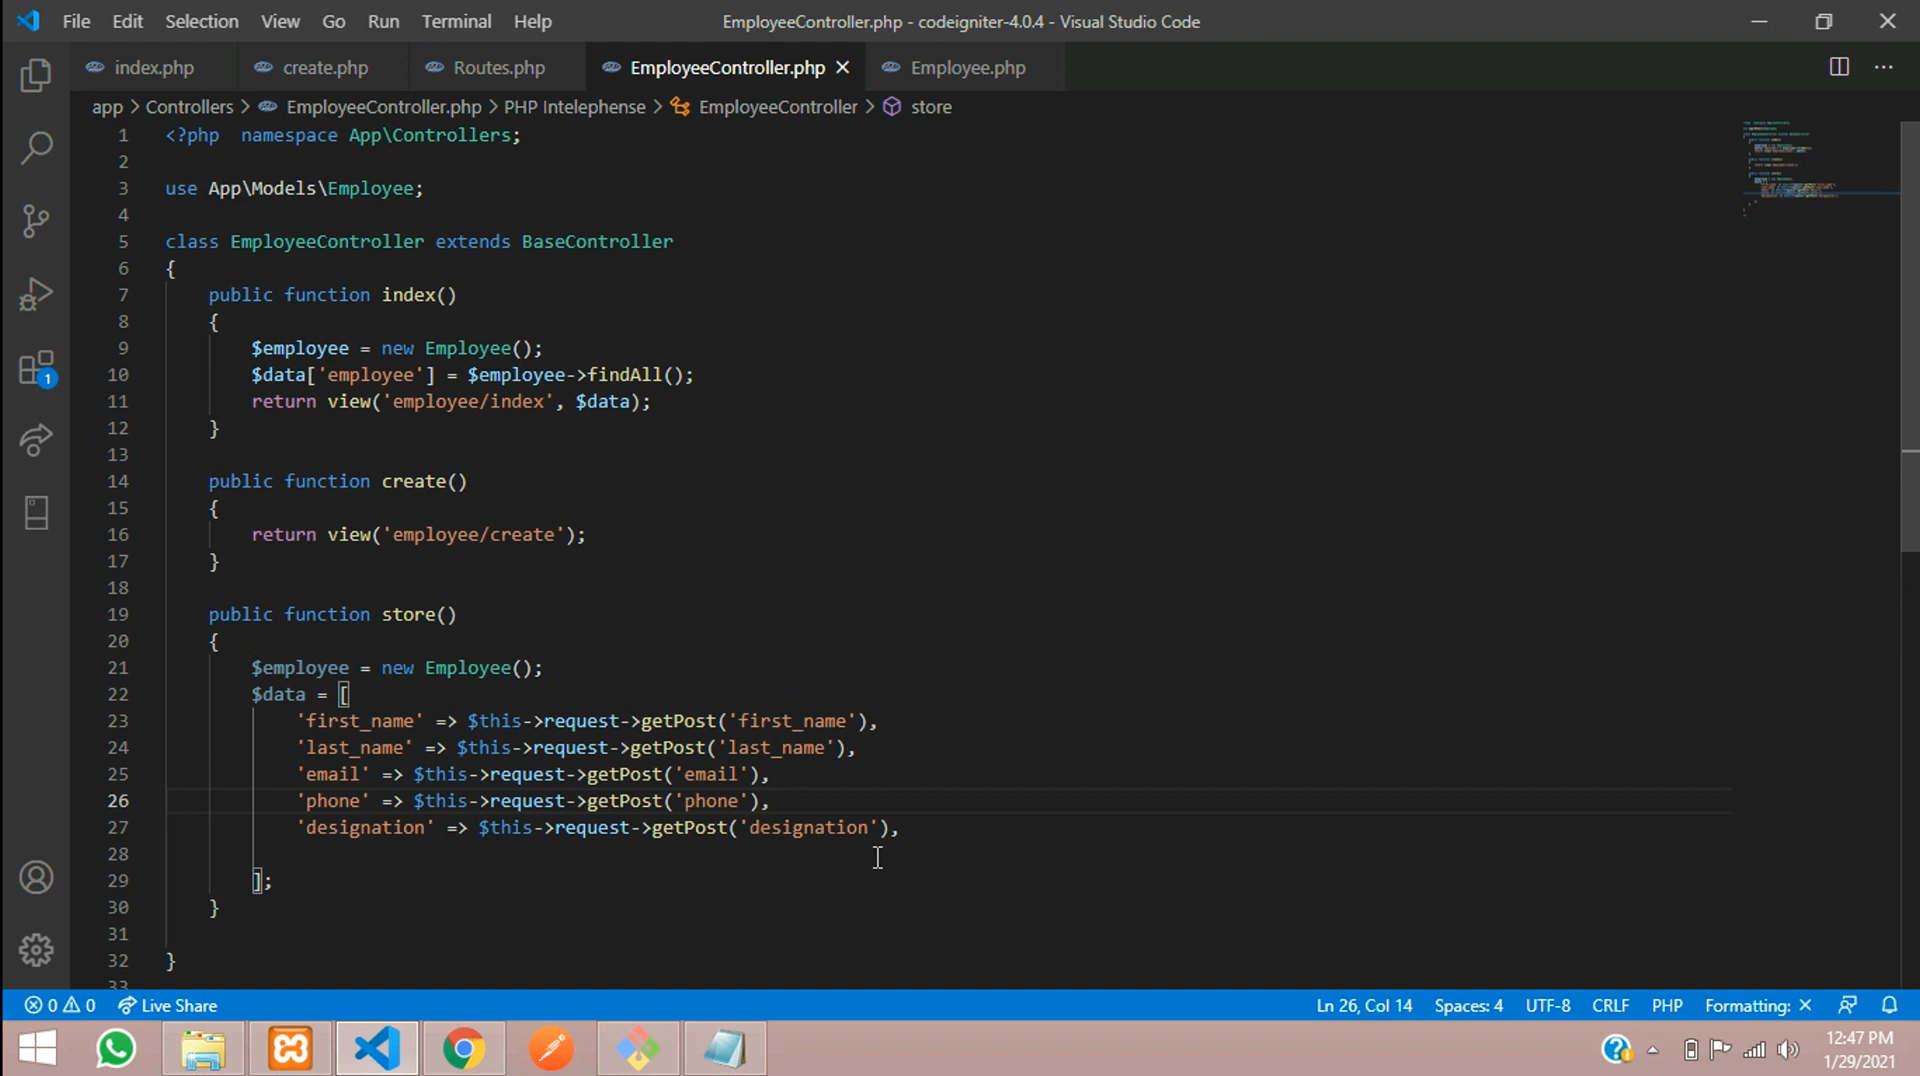 File Edit Selection View Go Run Terminal Help EmployeeController.php - codeigniter-4.0.4 - Visual Studio Code
index.php create.php Routes.php EmployeeController.php Employee.php
app > Controllers > EmployeeController.php > PHP Intelephense > EmployeeController > store
1 <?php namespace App\Controllers;
2
3 use App\Models\Employee;
4
5 class EmployeeController extends BaseController
6 {
7 public function index()
8 {
9 $employee = new Employee();
10 $data['employee'] = $employee->findAll();
11 return view('employee/index', $data);
12 }
13
14 public function create()
15 {
16 return view('employee/create');
17 }
18
19 public function store()
20 {
21 $employee = new Employee();
22 $data = [
23 'first_name' => $this->request->getPost('first_name'),
24 'last_name' => $this->request->getPost('last_name'),
25 'email' => $this->request->getPost('email'),
26 'phone' => $this->request->getPost('phone'),
27 'designation' => $this->request->getPost('designation'),
28
29 ];
30 }
31
32 }
33
1
0 0 Live Share Ln 26, Col 14 Spaces: 4 UTF-8 CRLF PHP Formatting: ×
12:47 PM
1/29/2021